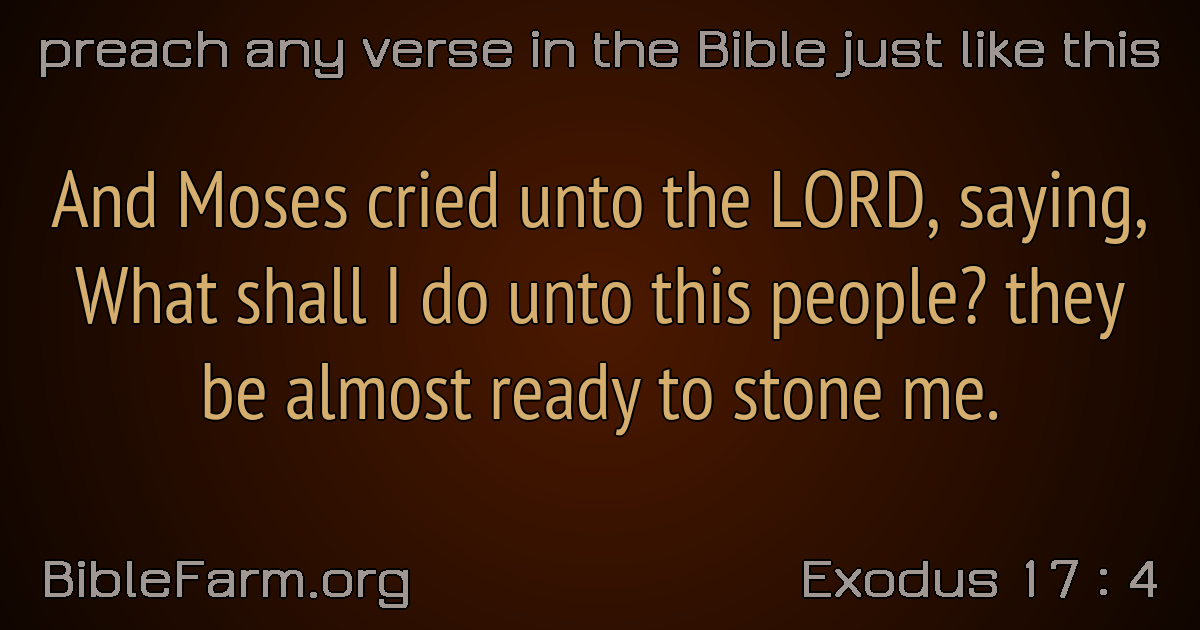 preach any verse in the Bible just like this
And Moses cried unto the LORD, saying,
What shall I do unto this people? they
be almost ready to stone me.
BibleFarm.org
Exodus 17 : 4